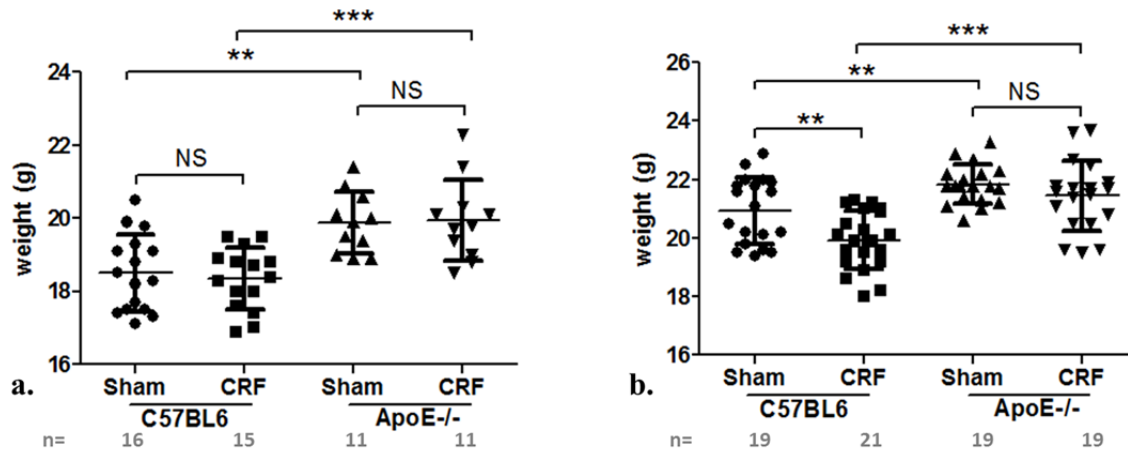 ***
**
NS
NS
24
22
20
18
16
weight (g)
Sham CRF Sham CRF
C57BL6 ApoE-/-
a.
n= 16 15 11 11
***
**
NS
**
26
24
22
20
18
16
weight (g)
Sham CRF Sham CRF
C57BL6 ApoE-/-
b.
n= 19 21 19 19